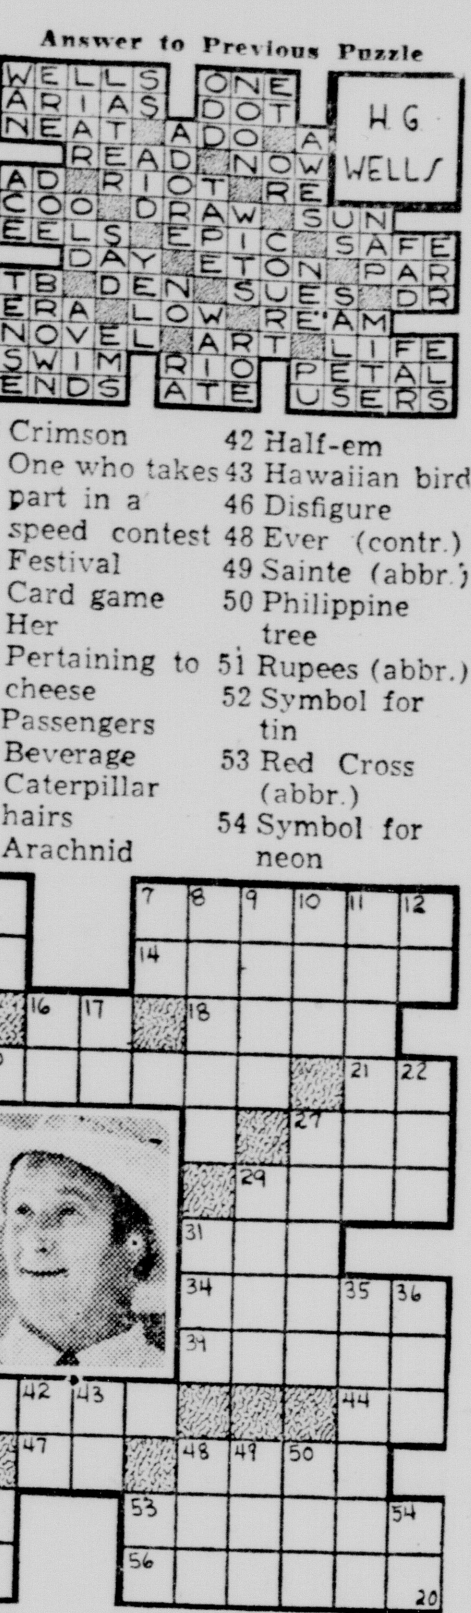 Answer to Previous Puzzle
WELLS ONE
ARIAS DOT
NEAT ADO A
READ NOW
AD RIOT RE
COO DRAW SUN
EELS EPIC SAFE
DAY ETON PAR
TB DEN SUES DR
ERA LOW REAM
NOVEL ART LIFE
SWIM RIO PETAL
ENDS ATE USERS
H G
WELLS
Crimson
One who takes
part in a
speed contest
Festival
Card game
Her
Pertaining to
cheese
Passengers
Beverage
Caterpillar
hairs
Arachnid
42 Half-em
43 Hawaiian bird
46 Disfigure
48 Ever (contr.)
49 Sainte (abbr.)
50 Philippine
tree
51 Rupees (abbr.)
52 Symbol for
tin
53 Red Cross
(abbr.)
54 Symbol for
neon
7 8 9 10 11 12
14
16 17 18
21 22
27
29
31
34 35 36
39
42 43 44
47 48 49 50
53 54
56
20